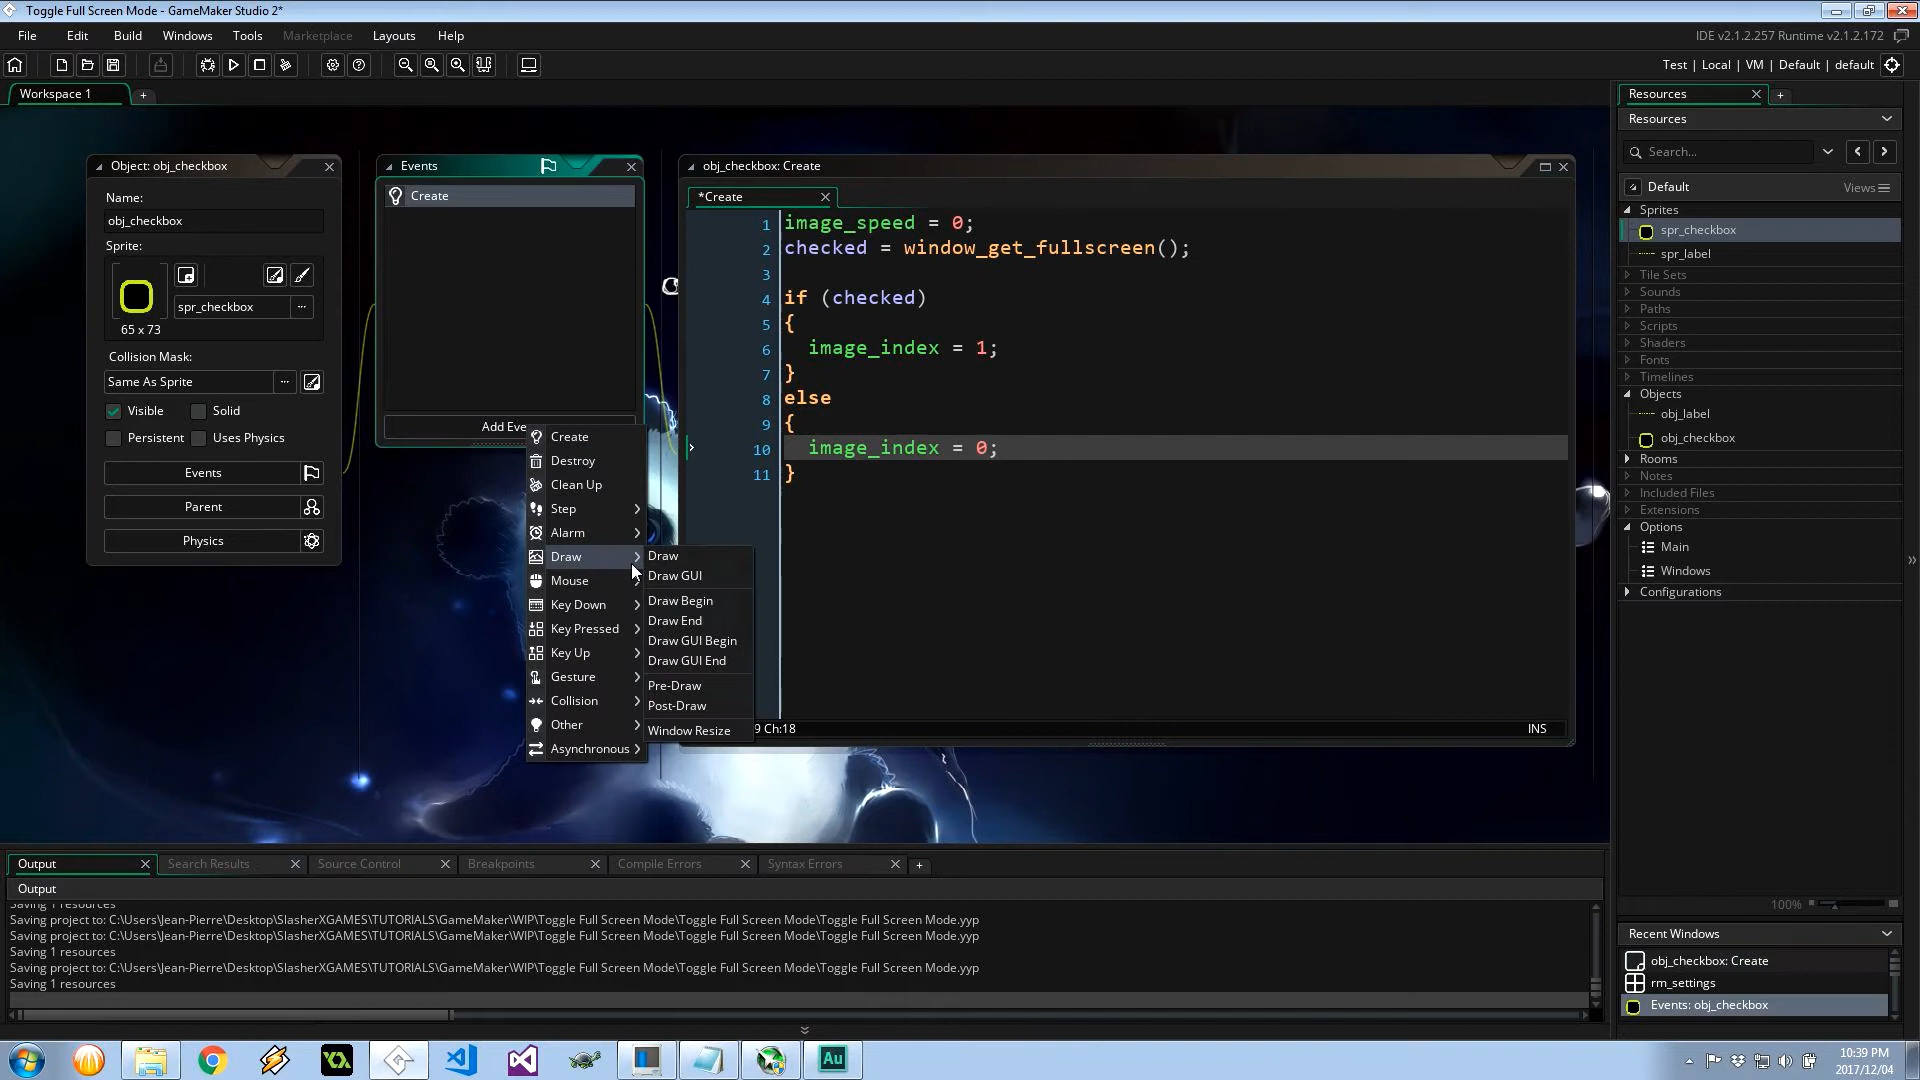 Toggle Full Screen Mode - GameMaker Studio 2*
File Edit Build Windows Tools Marketplace Layouts Help
IDE v2.1.2.257 Runtime v2.1.2.172
Test | Local | VM | Default | default
Workspace 1
Object: obj_checkbox
Name:
obj_checkbox
Sprite:
spr_checkbox
65 x 73
Collision Mask:
Same As Sprite
Visible Solid
Persistent Uses Physics
Events
Parent
Physics
Events
Create
Create
Destroy
Clean Up
Step
Alarm
Draw
Mouse
Key Down
Key Pressed
Key Up
Gesture
Collision
Other
Asynchronous
Draw
Draw GUI
Draw Begin
Draw End
Draw GUI Begin
Draw GUI End
Pre-Draw
Post-Draw
Window Resize
obj_checkbox: Create
*Create
1 image_speed = 0;
2 checked = window_get_fullscreen();
3
4 if (checked)
5 {
6 image_index = 1;
7 }
8 else
9 {
10 image_index = 0;
11 }
9 Ch:18
INS
Resources
Resources
Search...
Default Views
Sprites
spr_checkbox
spr_label
Tile Sets
Sounds
Paths
Scripts
Shaders
Fonts
Timelines
Objects
obj_label
obj_checkbox
Rooms
Notes
Included Files
Extensions
Options
Main
Windows
Configurations
100%
Recent Windows
obj_checkbox: Create
rm_settings
Events: obj_checkbox
Output Search Results Source Control Breakpoints Compile Errors Syntax Errors
Output
Saving 1 resources
Saving project to: C:\Users\Jean-Pierre\Desktop\SlasherXGAMES\TUTORIALS\GameMaker\WIP\Toggle Full Screen Mode\Toggle Full Screen Mode\Toggle Full Screen Mode.yyp
Saving project to: C:\Users\Jean-Pierre\Desktop\SlasherXGAMES\TUTORIALS\GameMaker\WIP\Toggle Full Screen Mode\Toggle Full Screen Mode\Toggle Full Screen Mode.yyp
Saving 1 resources
Saving project to: C:\Users\Jean-Pierre\Desktop\SlasherXGAMES\TUTORIALS\GameMaker\WIP\Toggle Full Screen Mode\Toggle Full Screen Mode\Toggle Full Screen Mode.yyp
Saving 1 resources
Au
10:39 PM
2017/12/04